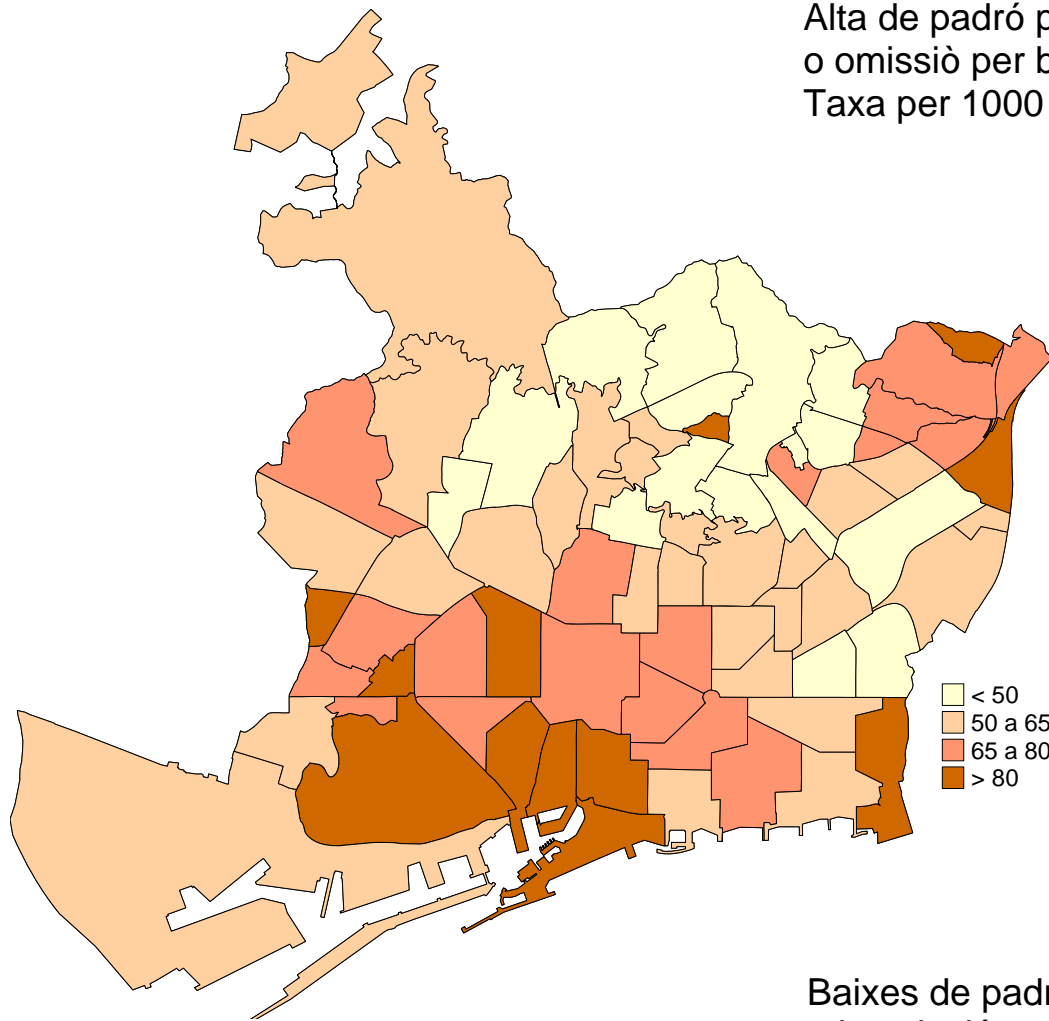 Alta de padró p
o omissiò per b
Taxa per 1000
< 50
50 a 65
65 a 80
> 80
Baixes de padr